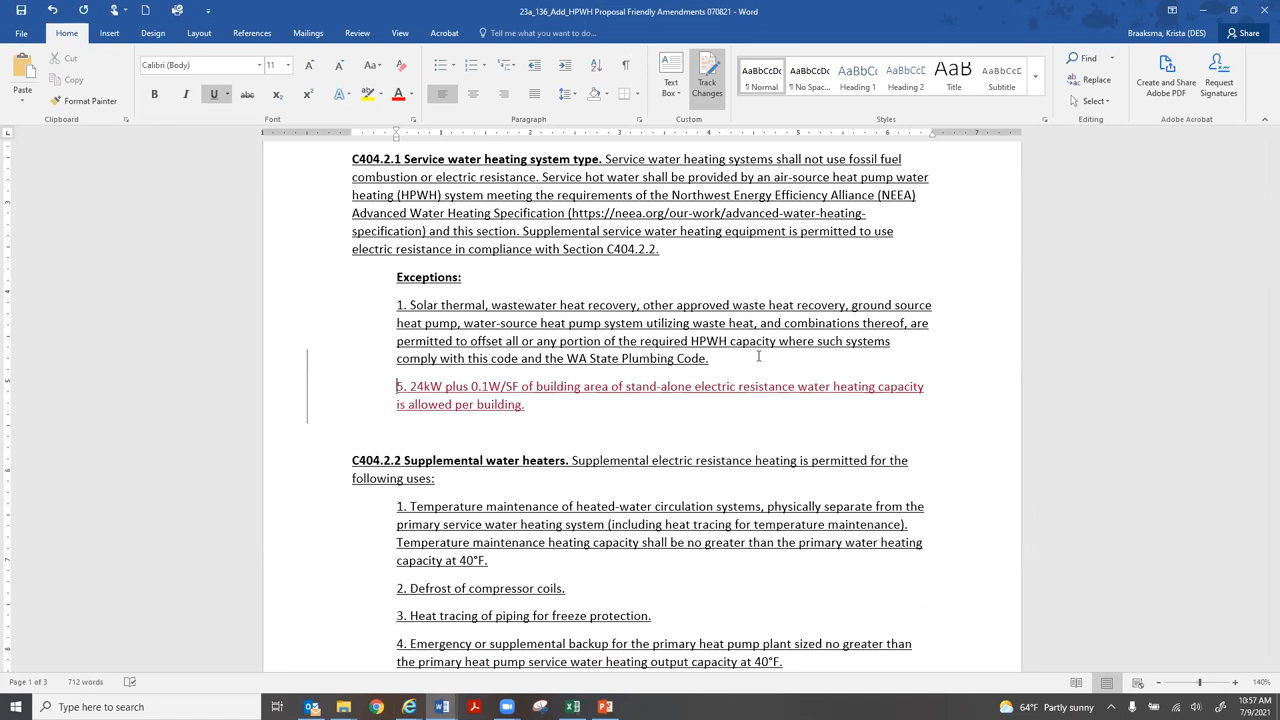 23a_136_Add_HPWH Proposal Amendments 070821 - Word
File Home Insert Design Layout References Mailings Review View Acrobat Tell me what you want to do... Braaksma, Krista (DES) Share
Cut
Copy
Format Painter
Paste
Calibri (Body) 11
Text Box
Track Changes
AaBbCcDc AaBbCcDc AaBbCc AaBbCcD AaB AaBbCcD
¶ Normal ¶ No Spac... Heading 1 Heading 2 Title Subtitle
Find
Replace
Select
Create and Share Adobe PDF
Request Signatures
Clipboard Font Paragraph Custom Styles Editing Adobe Acrobat
C404.2.1 Service water heating system type. Service water heating systems shall not use fossil fuel
combustion or electric resistance. Service hot water shall be provided by an air-source heat pump water
heating (HPWH) system meeting the requirements of the Northwest Energy Efficiency Alliance (NEEA)
Advanced Water Heating Specification (https://neea.org/our-work/advanced-water-heating-
specification) and this section. Supplemental service water heating equipment is permitted to use
electric resistance in compliance with Section C404.2.2.
Exceptions:
1. Solar thermal, wastewater heat recovery, other approved waste heat recovery, ground source
heat pump, water-source heat pump system utilizing waste heat, and combinations thereof, are
permitted to offset all or any portion of the required HPWH capacity where such systems
comply with this code and the WA State Plumbing Code.
5. 24kW plus 0.1W/SF of building area of stand-alone electric resistance water heating capacity
is allowed per building.
C404.2.2 Supplemental water heaters. Supplemental electric resistance heating is permitted for the
following uses:
1. Temperature maintenance of heated-water circulation systems, physically separate from the
primary service water heating system (including heat tracing for temperature maintenance).
Temperature maintenance heating capacity shall be no greater than the primary water heating
capacity at 40°F.
2. Defrost of compressor coils.
3. Heat tracing of piping for freeze protection.
4. Emergency or supplemental backup for the primary heat pump plant sized no greater than
the primary heat pump service water heating output capacity at 40°F.
Page 1 of 3 712 words 140%
Type here to search 64°F Partly sunny 10:57 AM
7/9/2021